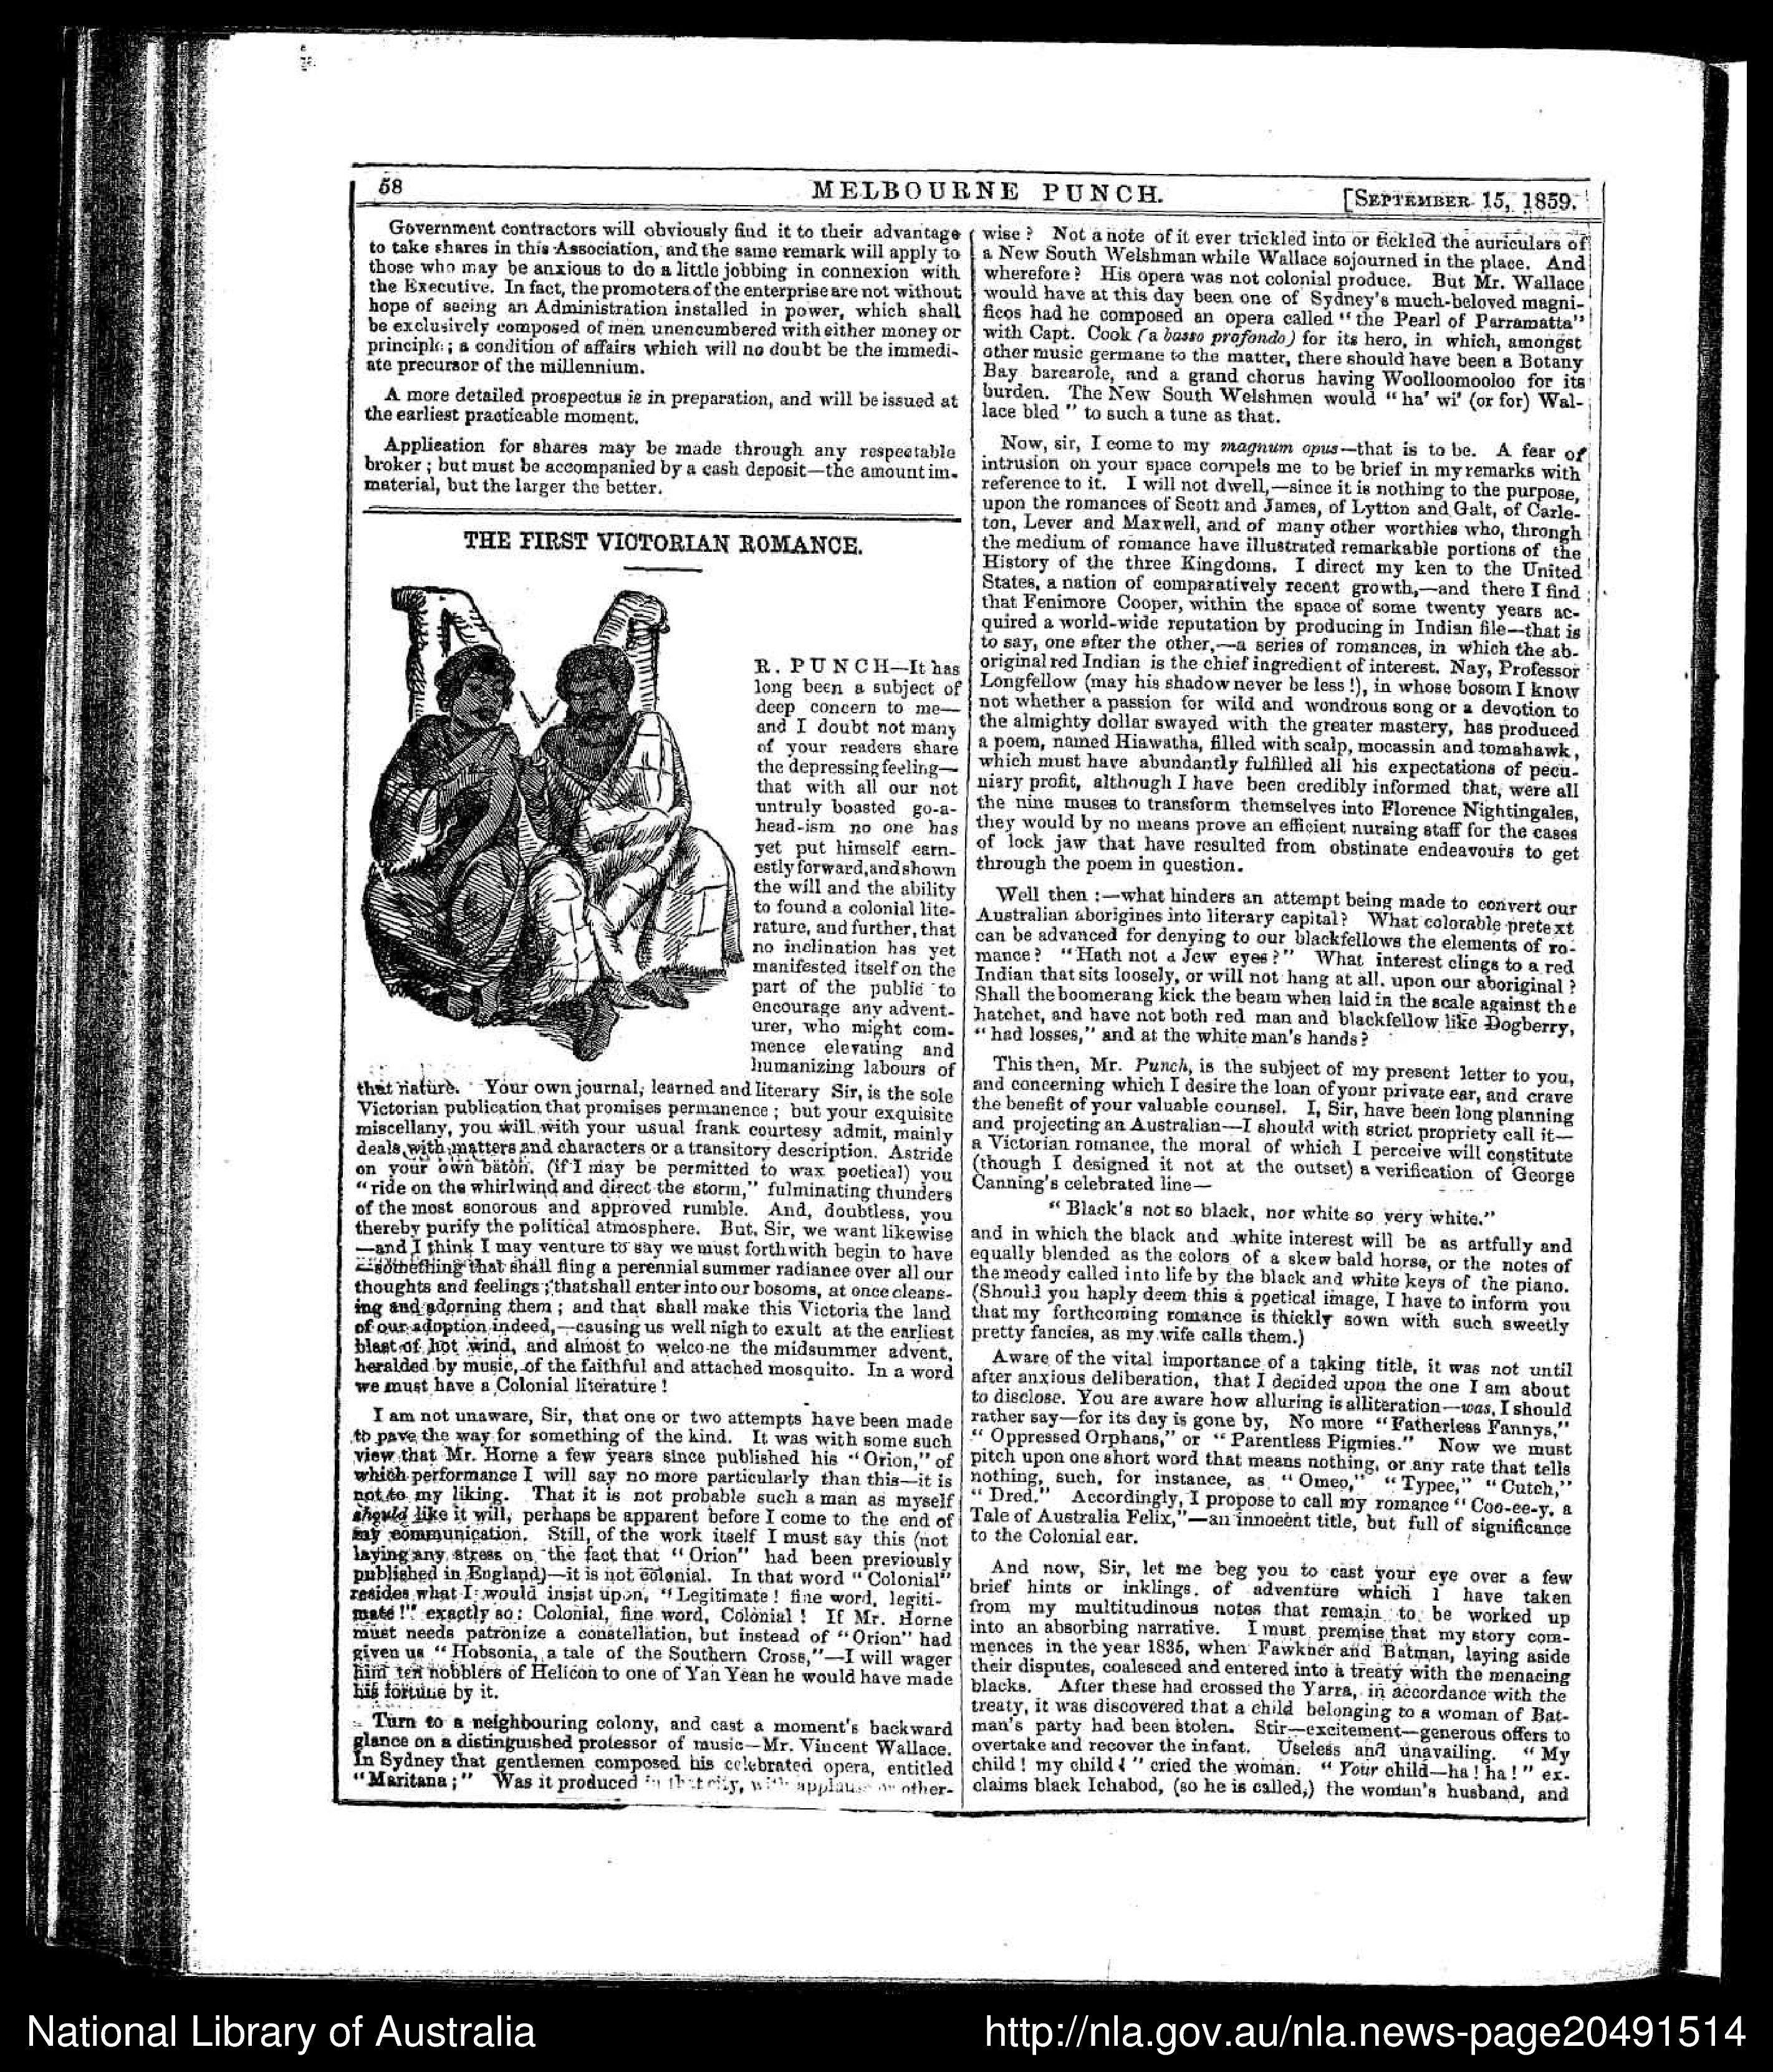 58
MELBOURNE PUNCH.
[SEPTEMBER 15, 1859.
Government contractors will obviously find it to their advantage
to take shares in this Association, and the same remark will apply to
those who may be anxious to do a little jobbing in connexion with
the Executive. In fact, the promoters of the enterprise are not without
hope of seeing an Administration installed in power, which shall
be exclusively composed of men unencumbered with either money or
principle; a condition of affairs which will no doubt be the immedi-
ate precursor of the millennium.
A more detailed prospectus is in preparation, and will be issued at
the earliest practicable moment.
Application for shares may be made through any respectable
broker; but must be accompanied by a cash deposit—the amount im-
material, but the larger the better.
THE FIRST VICTORIAN ROMANCE.
M
R. PUNCH—It has
long been a subject of
deep concern to me—
and I doubt not many
of your readers share
the depressing feeling—
that with all our not
untruly boasted go-a-
head-ism no one has
yet put himself earn-
estly forward, and shown
the will and the ability
to found a colonial lite-
rature, and further, that
no inclination has yet
manifested itself on the
part of the public to
encourage any advent-
urer, who might com-
mence elevating and
humanizing labours of
that nature. Your own journal, learned and literary Sir, is the sole
Victorian publication that promises permanence; but your exquisite
miscellany, you will with your usual frank courtesy admit, mainly
deals with matters and characters or a transitory description. Astride
on your own baton. (if I may be permitted to wax poetical) you
"ride on the whirlwind and direct the storm," fulminating thunders
of the most sonorous and approved rumble. And, doubtless, you
thereby purify the political atmosphere. But, Sir, we want likewise
—and I think I may venture to say we must forthwith begin to have
—something that shall fling a perennial summer radiance over all our
thoughts and feelings; that shall enter into our bosoms, at once cleans-
ing and adorning them; and that shall make this Victoria the land
of our adoption indeed,—causing us well nigh to exult at the earliest
blast of hot wind, and almost to welcome the midsummer advent,
heralded by music, of the faithful and attached mosquito. In a word
we must have a Colonial literature!
I am not unaware, Sir, that one or two attempts have been made
to pave the way for something of the kind. It was with some such
view that Mr. Horne a few years since published his "Orion," of
which performance I will say no more particularly than this—it is
not to my liking. That it is not probable such a man as myself
should like it will, perhaps be apparent before I come to the end of
my communication. Still, of the work itself I must say this (not
laying any stress on the fact that "Orion" had been previously
published in England)—it is not colonial. In that word "Colonial"
resides what I would insist upon, "Legitimate! fine word, legiti-
mate!" exactly so: Colonial, fine word, Colonial! If Mr. Horne
must needs patronize a constellation, but instead of "Orion" had
given us "Hobsonia, a tale of the Southern Cross,"—I will wager
him ten nobblers of Helicon to one of Yan Yean he would have made
his fortune by it.
Turn to a neighbouring colony, and cast a moment's backward
glance on a distinguished professor of music—Mr. Vincent Wallace.
In Sydney that gentlemen composed his celebrated opera, entitled
"Maritana;" Was it produced in that city, with applause or other-
wise? Not a note of it ever trickled into or tickled the auriculars of
a New South Welshman while Wallace sojourned in the place. And
wherefore? His opera was not colonial produce. But Mr. Wallace
would have at this day been one of Sydney's much-beloved magni-
ficos had he composed an opera called "the Pearl of Parramatta"
with Capt. Cook (a basso profondo) for its hero, in which, amongst
other music germane to the matter, there should have been a Botany
Bay barcarole, and a grand chorus having Woolloomooloo for its
burden. The New South Welshmen would "ha' wi' (or for) Wal-
lace bled" to such a tune as that.
Now, sir, I come to my magnum opus—that is to be. A fear of
intrusion on your space compels me to be brief in my remarks with
reference to it. I will not dwell,—since it is nothing to the purpose,
upon the romances of Scott and James, of Lytton and Galt, of Carle-
ton, Lever and Maxwell, and of many other worthies who, through
the medium of romance have illustrated remarkable portions of the
History of the three Kingdoms. I direct my ken to the United
States, a nation of comparatively recent growth,—and there I find
that Fenimore Cooper, within the space of some twenty years ac-
quired a world-wide reputation by producing in Indian file—that is
to say, one after the other,—a series of romances, in which the ab-
original red Indian is the chief ingredient of interest. Nay, Professor
Longfellow (may his shadow never be less!), in whose bosom I know
not whether a passion for wild and wondrous song or a devotion to
the almighty dollar swayed with the greater mastery, has produced
a poem, named Hiawatha, filled with scalp, mocassin and tomahawk,
which must have abundantly fulfilled all his expectations of pecu-
niary profit, although I have been credibly informed that, were all
the nine muses to transform themselves into Florence Nightingales,
they would by no means prove an efficient nursing staff for the cases
of lock jaw that have resulted from obstinate endeavours to get
through the poem in question.
Well then:—what hinders an attempt being made to convert our
Australian aborigines into literary capital? What colorable pretext
can be advanced for denying to our blackfellows the elements of ro-
mance? "Hath not a Jew eyes?" What interest clings to a red
Indian that sits loosely, or will not hang at all, upon our aboriginal?
Shall the boomerang kick the beam when laid in the scale against the
hatchet, and have not both red man and blackfellow like Dogberry,
"had losses," and at the white man's hands?
This then, Mr. Punch, is the subject of my present letter to you,
and concerning which I desire the loan of your private ear, and crave
the benefit of your valuable counsel. I, Sir, have been long planning
and projecting an Australian—I should with strict propriety call it—
a Victorian romance, the moral of which I perceive will constitute
(though I designed it not at the outset) a verification of George
Canning's celebrated line—
"Black's not so black, nor white so very white."
and in which the black and white interest will be as artfully and
equally blended as the colors of a skew bald horse, or the notes of
the meody called into life by the black and white keys of the piano.
(Should you haply deem this a poetical image, I have to inform you
that my forthcoming romance is thickly sown with such sweetly
pretty fancies, as my wife calls them.)
Aware of the vital importance of a taking title, it was not until
after anxious deliberation, that I decided upon the one I am about
to disclose. You are aware how alluring is alliteration—was, I should
rather say—for its day is gone by, No more "Fatherless Fannys,"
"Oppressed Orphans," or "Parentless Pigmies." Now we must
pitch upon one short word that means nothing, or any rate that tells
nothing, such, for instance, as "Omeo," "Typee," "Cutch,"
"Dred." Accordingly, I propose to call my romance "Coo-ee-y, a
Tale of Australia Felix,"—an innocent title, but full of significance
to the Colonial ear.
And now, Sir, let me beg you to cast your eye over a few
brief hints or inklings of adventure which I have taken
from my multitudinous notes that remain to be worked up
into an absorbing narrative. I must premise that my story com-
mences in the year 1835, when Fawkner and Batman, laying aside
their disputes, coalesced and entered into a treaty with the menacing
blacks. After these had crossed the Yarra, in accordance with the
treaty, it was discovered that a child belonging to a woman of Bat-
man's party had been stolen. Stir—excitement—generous offers to
overtake and recover the infant. Useless and unavailing. "My
child! my child!" cried the woman. "Your child—ha! ha!" ex-
claims black Ichabod, (so he is called,) the woman's husband, and
National Library of Australia
http://nla.gov.au/nla.news-page20491514